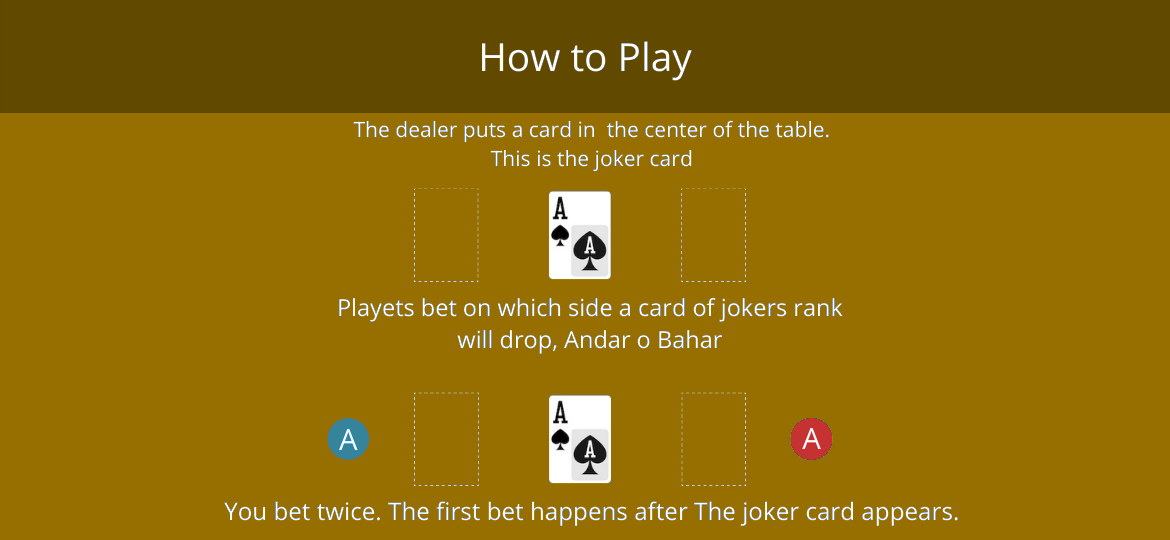 How to Play
The dealer puts a card in the center of the table.
This is the joker card
A
A
Playets bet on which side a card of jokers rank
will drop, Andar o Bahar
A
A
A
A
You bet twice. The first bet happens after The joker card appears.